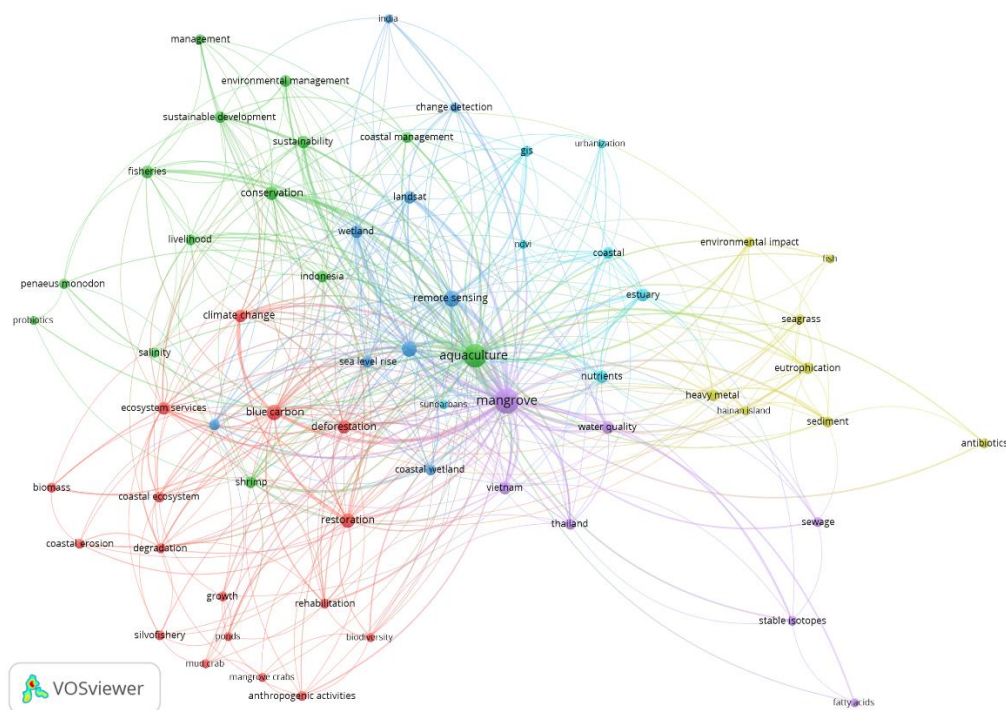 india
management
environmental management
change detection
sustainable development
coastal management
sustainability
urbanization
gis
fisheries
conservation
landsat
wetland
livelihood
ndvi
coastal
environmental impact
fish
indonesia
penaeus monodon
remote sensing
estuary
climate change
probiotics
seagrass
salinity
sea level rise
aquaculture
eutrophication
nutrients
heavy metal
mangrove
ecosystem services
blue carbon
sundarbans
hainan island
deforestation
water quality
sediment
antibiotics
coastal wetland
shrimp
biomass
vietnam
coastal ecosystem
restoration
thailand
sewage
coastal erosion
degradation
growth
rehabilitation
stable isotopes
silvofishery
ponds
biodiversity
mud crab
mangrove crabs
anthropogenic activities
fatty acids
VOSviewer